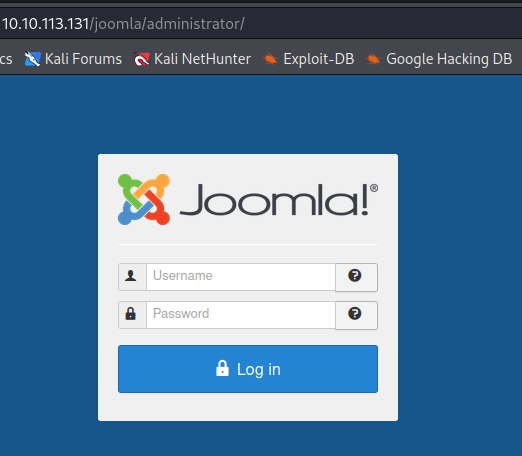 10.10.113.131/joomla/administrator/
cs Kali Forums Kali NetHunter Exploit-DB Google Hacking DB
Joomla!®
Username
Password
Log in